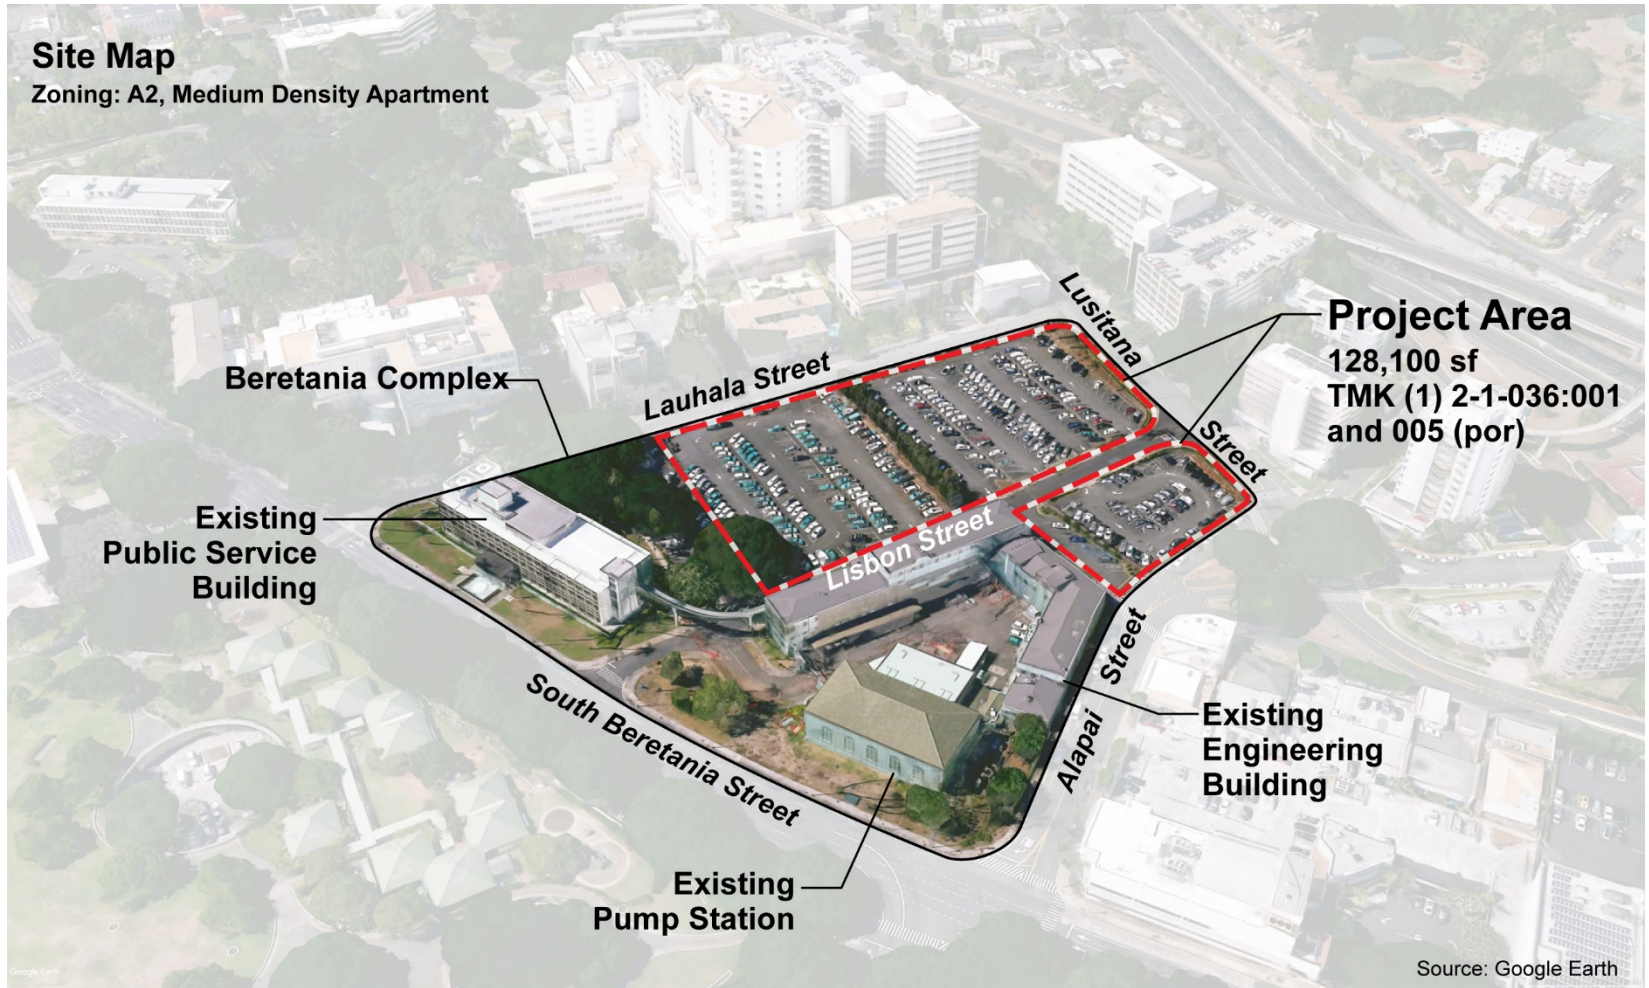 Site Map
Zoning: A2, Medium Density Apartment
Lusitana
Street
Project Area
128,100 sf
TMK (1) 2-1-036:001
and 005 (por)
Lauhala Street
Beretania Complex
Existing
Public Service
Building
Lisbon Street
South Beretania Street
Alapai Street
Existing
Engineering
Building
Existing
Pump Station
Source: Google Earth
Google Earth